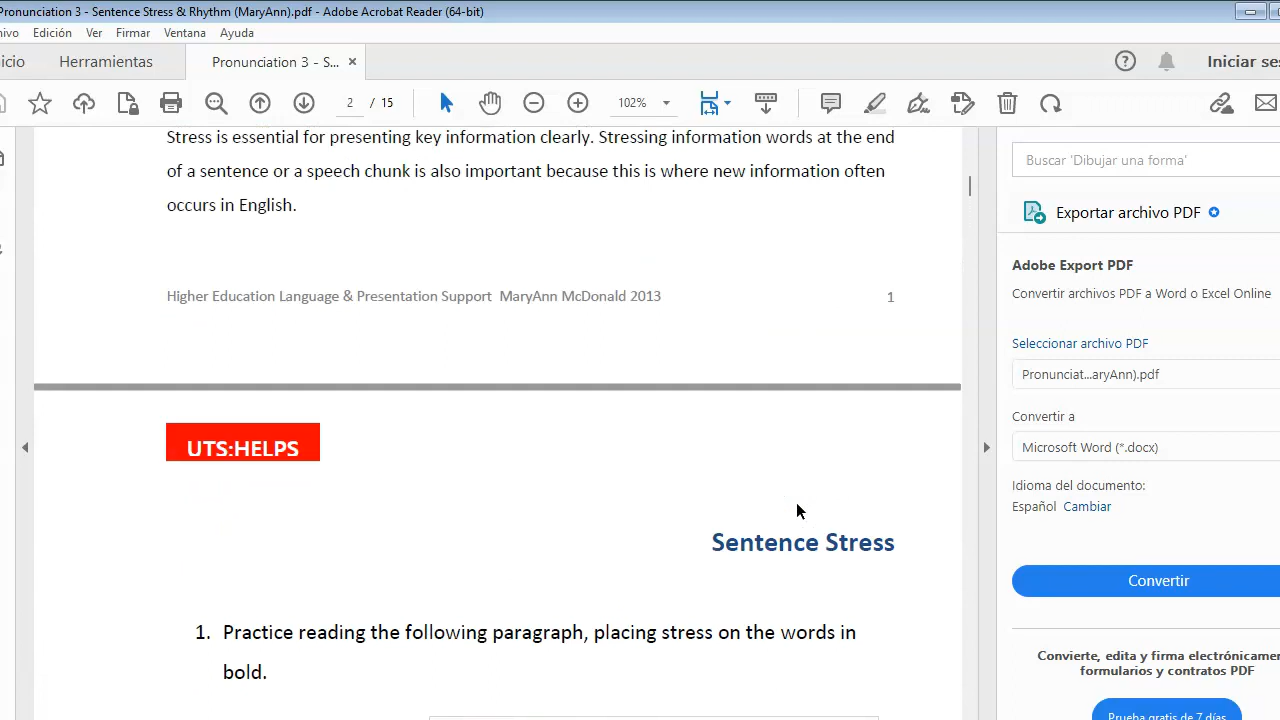 Pronunciation 3 - Sentence Stress & Rhythm (MaryAnn).pdf - Adobe Acrobat Reader (64-bit)
Edición Ver Firmar Ventana Ayuda
Herramientas Pronunciation 3 - S... Iniciar
2 / 15 102%
Stress is essential for presenting key information clearly. Stressing information words at the end
of a sentence or a speech chunk is also important because this is where new information often
occurs in English.
Higher Education Language & Presentation Support MaryAnn McDonald 2013 1
UTS:HELPS
Sentence Stress
1. Practice reading the following paragraph, placing stress on the words in
bold.
Buscar 'Dibujar una forma'
Exportar archivo PDF
Adobe Export PDF
Convertir archivos PDF a Word o Excel Online
Seleccionar archivo PDF
Pronunciat...aryAnn).pdf
Convertir a
Microsoft Word (*.docx)
Idioma del documento:
Español Cambiar
Convertir
Convierte, edita y firma electrónicamen
formularios y contratos PDF
Prueba gratis de 7 días